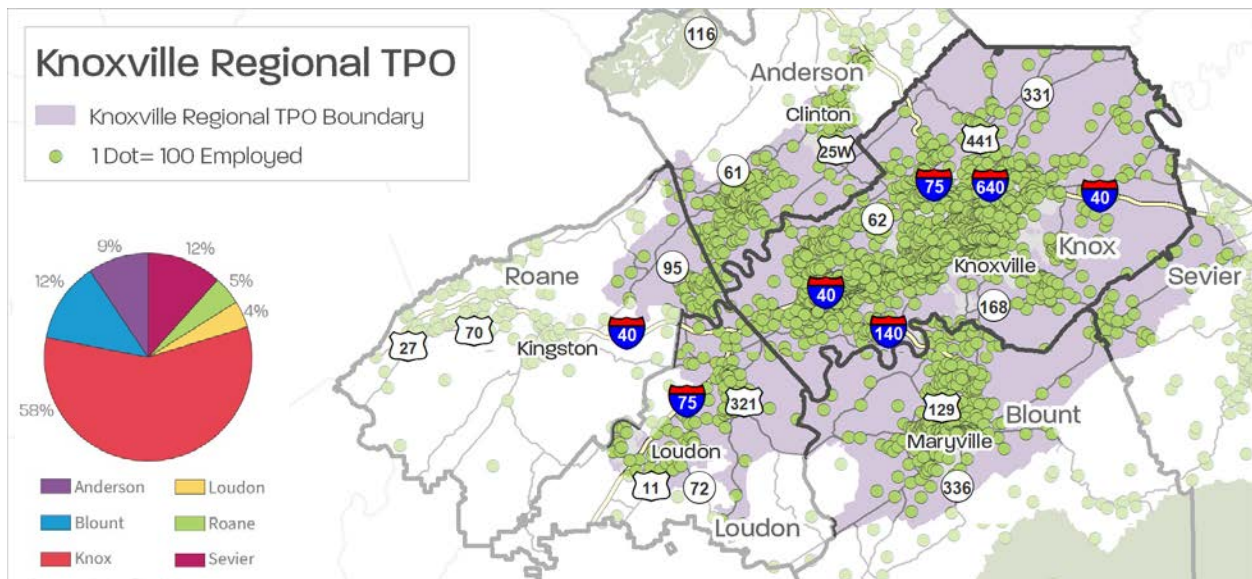 Knoxville Regional TPO
Knoxville Regional TPO Boundary
1 Dot= 100 Employed
9%
12%
12%
5%
4%
58%
Anderson
Loudon
Blount
Roane
Knox
Sevier
116
Anderson
331
Clinton
441
25W
61
75
640
40
62
Knox
Roane
95
Knoxville
Sevier
40
168
70
40
140
27
Kingston
75
321
129
Blount
Maryville
Loudon
11
72
336
Loudon